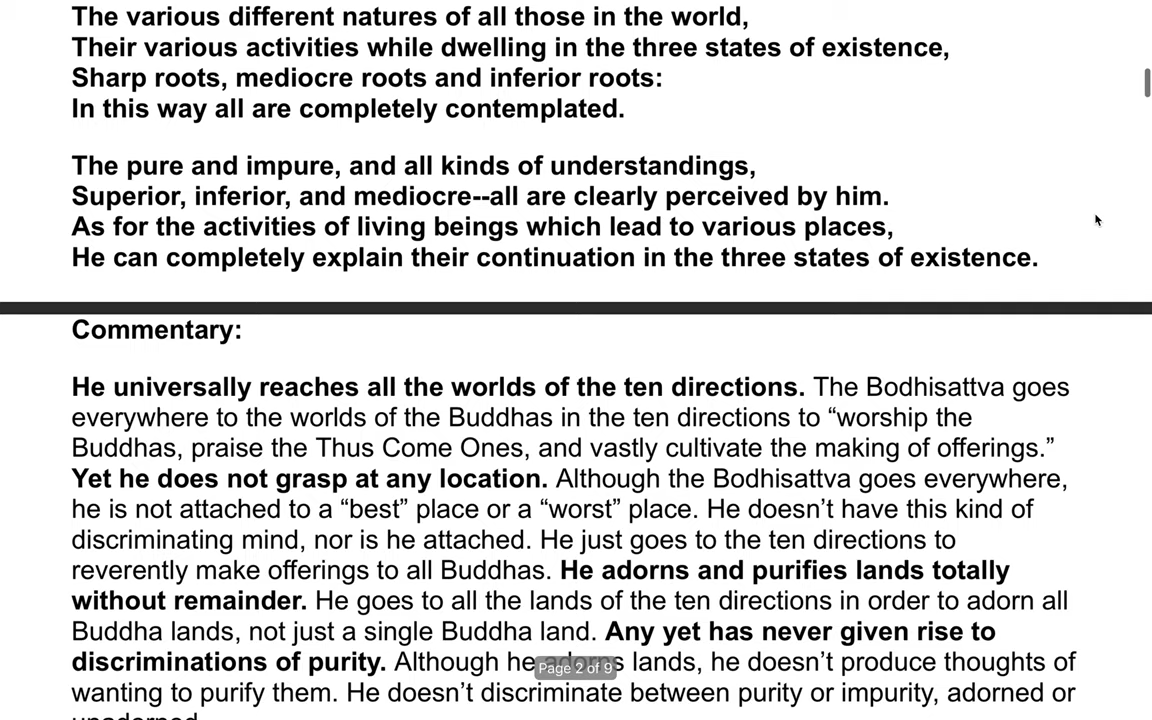 The various different natures of all those in the world,
Their various activities while dwelling in the three states of existence,
Sharp roots, mediocre roots and inferior roots:
In this way all are completely contemplated.
The pure and impure, and all kinds of understandings,
Superior, inferior, and mediocre--all are clearly perceived by him.
As for the activities of living beings which lead to various places,
He can completely explain their continuation in the three states of existence.
Commentary:
He universally reaches all the worlds of the ten directions. The Bodhisattva goes
everywhere to the worlds of the Buddhas in the ten directions to “worship the
Buddhas, praise the Thus Come Ones, and vastly cultivate the making of offerings.”
Yet he does not grasp at any location. Although the Bodhisattva goes everywhere,
he is not attached to a “best” place or a “worst” place. He doesn’t have this kind of
discriminating mind, nor is he attached. He just goes to the ten directions to
reverently make offerings to all Buddhas. He adorns and purifies lands totally
without remainder. He goes to all the lands of the ten directions in order to adorn all
Buddha lands, not just a single Buddha land. Any yet has never given rise to
discriminations of purity. Although he lands, he doesn’t produce thoughts of
Page 2 of 9
wanting to purify them. He doesn’t discriminate between purity or impurity, adorned or